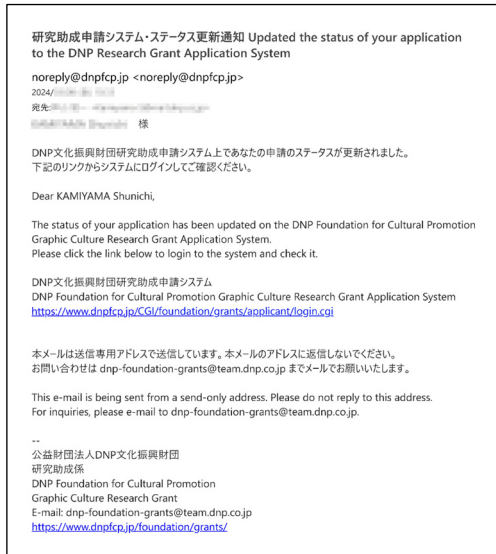 研究助成申請システム・ステータス更新通知 Updated the status of your application
to the DNP Research Grant Application System
noreply@dnpfcp.jp <noreply@dnpfcp.jp>
2024/
宛先:
様
DNP文化振興財団研究助成申請システム上であなたの申請のステータスが更新されました。
下記のリンクからシステムにログインしてご確認ください。
Dear KAMIYAMA Shunichi,
The status of your application has been updated on the DNP Foundation for Cultural Promotion
Graphic Culture Research Grant Application System.
Please click the link below to login to the system and check it.
DNP文化振興財団研究助成申請システム
DNP Foundation for Cultural Promotion Graphic Culture Research Grant Application System
https://www.dnpfcp.jp/CGI/foundation/grants/applicant/login.cgi
本メールは送信専用アドレスで送信しています。本メールのアドレスに返信しないでください。
お問い合わせは dnp-foundation-grants@team.dnp.co.jp までメールでお願いいたします。
This e-mail is being sent from a send-only address. Please do not reply to this address.
For inquiries, please e-mail to dnp-foundation-grants@team.dnp.co.jp.
--
公益財団法人DNP文化振興財団
研究助成係
DNP Foundation for Cultural Promotion
Graphic Culture Research Grant
E-mail: dnp-foundation-grants@team.dnp.co.jp
https://www.dnpfcp.jp/foundation/grants/